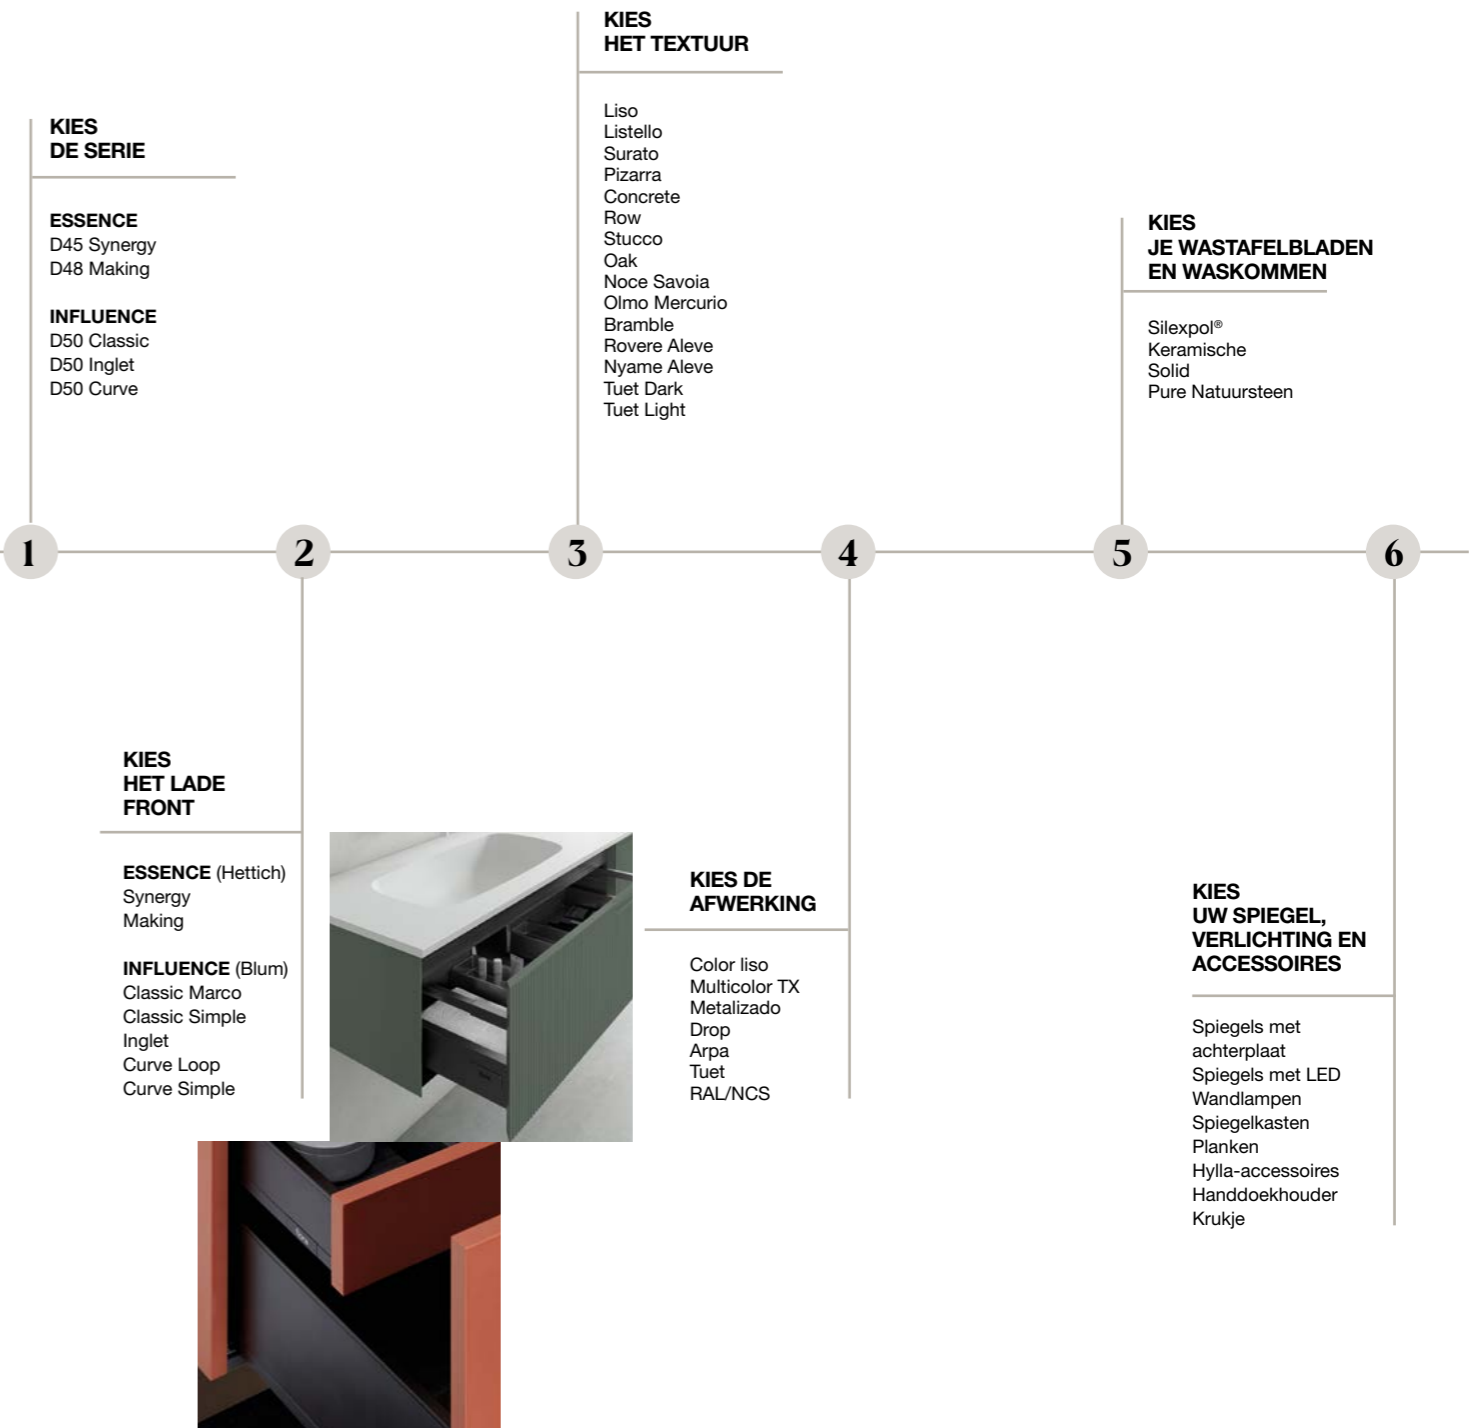 KIES
DE SERIE
ESSENCE
D45 Synergy
D48 Making
INFLUENCE
D50 Classic
D50 Inglet
D50 Curve
1
2
KIES
HET LADE
FRONT
ESSENCE (Hettich)
Synergy
Making
INFLUENCE (Blum)
Classic Marco
Classic Simple
Inglet
Curve Loop
Curve Simple
KIES
HET TEXTUUR
Liso
Listello
Surato
Pizarra
Concrete
Row
Stucco
Oak
Noce Savoia
Olmo Mercurio
Bramble
Rovere Aleve
Nyame Aleve
Tuet Dark
Tuet Light
3
4
KIES DE
AFWERKING
Color liso
Multicolor TX
Metalizado
Drop
Arpa
Tuet
RAL/NCS
KIES
JE WASTAFELBLADEN
EN WASKOMMEN
Silexpol®
Keramische
Solid
Pure Natuursteen
5
6
KIES
UW SPIEGEL,
VERLICHTING EN
ACCESSOIRES
Spiegels met
achterplaat
Spiegels met LED
Wandlampen
Spiegelkasten
Planken
Hylla-accessoires
Handdoekhouder
Krukje